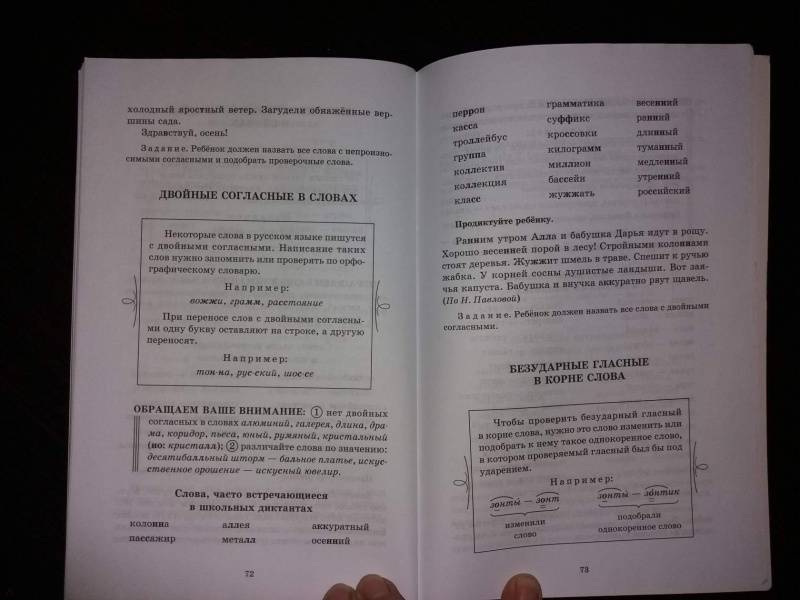 холодный яростный ветер. Загудели обнажённые вер-
шины сада.
Здравствуй, осень!
Задание. Ребёнок должен назвать все слова с непроизно-
симыми согласными и подобрать проверочные слова.
ДВОЙНЫЕ СОГЛАСНЫЕ В СЛОВАХ
Некоторые слова в русском языке пишутся
с двойными согласными. Написание таких
слов нужно запомнить или проверять по орфо-
графическому словарю.
Например:
вожжи, грамм, расстояние
При переносе слов с двойными согласны-
ми одну букву оставляют на строке, а другую
переносят.
Например:
тон-на, рус-ский, шос-се
ОБРАЩАЕМ ВАШЕ ВНИМАНИЕ: 1 нет двойных
согласных в словах алюминий, галерея, длина, дра-
ма, коридор, пьеса, юный, румяный, кристальный
(но: кристалл); 2 различайте слова по значению:
десятибалльный шторм — бальное платье, искус-
ственное орошение — искусный ювелир.
Слова, часто встречающиеся
в школьных диктантах
колонна аллея аккуратный
пассажир металл осенний
72
перрон грамматика весенний
касса суффикс ранний
троллейбус кроссовки длинный
группа килограмм туманный
коллектив миллион медленный
коллекция бассейн утренний
класс жужжать российский
Продиктуйте ребёнку.
Ранним утром Алла и бабушка Дарья идут в рощу.
Хорошо весенней порой в лесу! Стройными колоннами
стоят деревья. Жужжит шмель в траве. Спешит к ручью
жабка. У корней сосны душистые ландыши. Вот зая-
чья капуста. Бабушка и внучка аккуратно рвут щавель.
(По Н. Павловой)
Задание. Ребёнок должен назвать все слова с двойными
согласными.
БЕЗУДАРНЫЕ ГЛАСНЫЕ
В КОРНЕ СЛОВА
Чтобы проверить безударный гласный
в корне слова, нужно это слово изменить или
подобрать к нему такое однокоренное слово,
в котором проверяемый гласный был бы под
ударением.
Например:
зонты́ — зонт зонты́ — зо́нтик
изменили подобрали
слово однокоренное слово
73